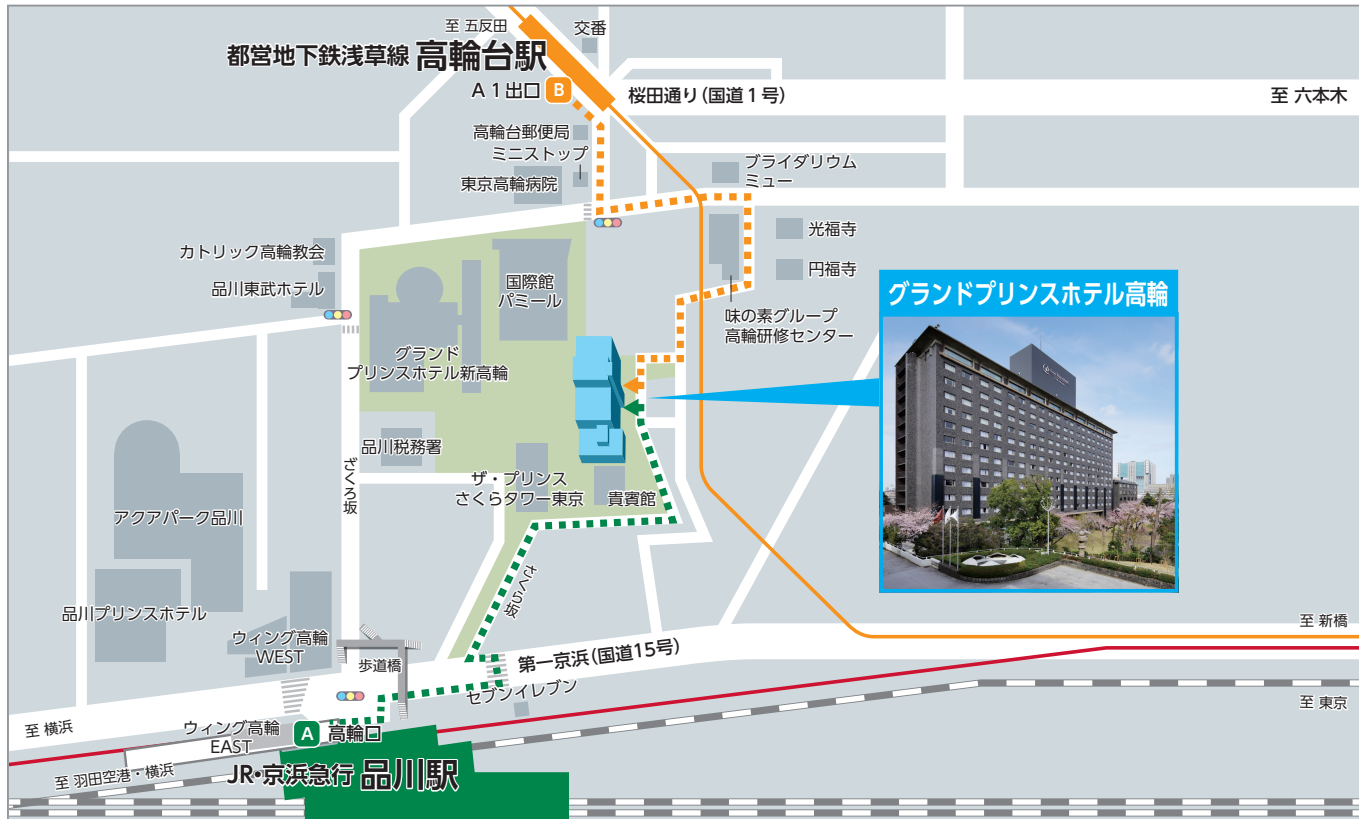 至 五反田
交番
都営地下鉄浅草線 高輪台駅
A 1 出口 B
桜田通り(国道1号)
至 六本木
高輪台郵便局
ミニストップ
東京高輪病院
ブライダリウム
ミュー
カトリック高輪教会
品川東武ホテル
国際館
パミール
光福寺
円福寺
味の素グループ
高輪研修センター
グランドプリンスホテル高輪
グランド
プリンスホテル新高輪
品川税務署
ざくろ坂
ザ・プリンス
さくらタワー東京
貴賓館
アクアパーク品川
さくら坂
品川プリンスホテル
ウィング高輪
WEST
歩道橋
第一京浜(国道15号)
セブンイレブン
至 新橋
至 東京
至 横浜
ウィング高輪
EAST
A 高輪口
至 羽田空港・横浜
JR・京浜急行 品川駅